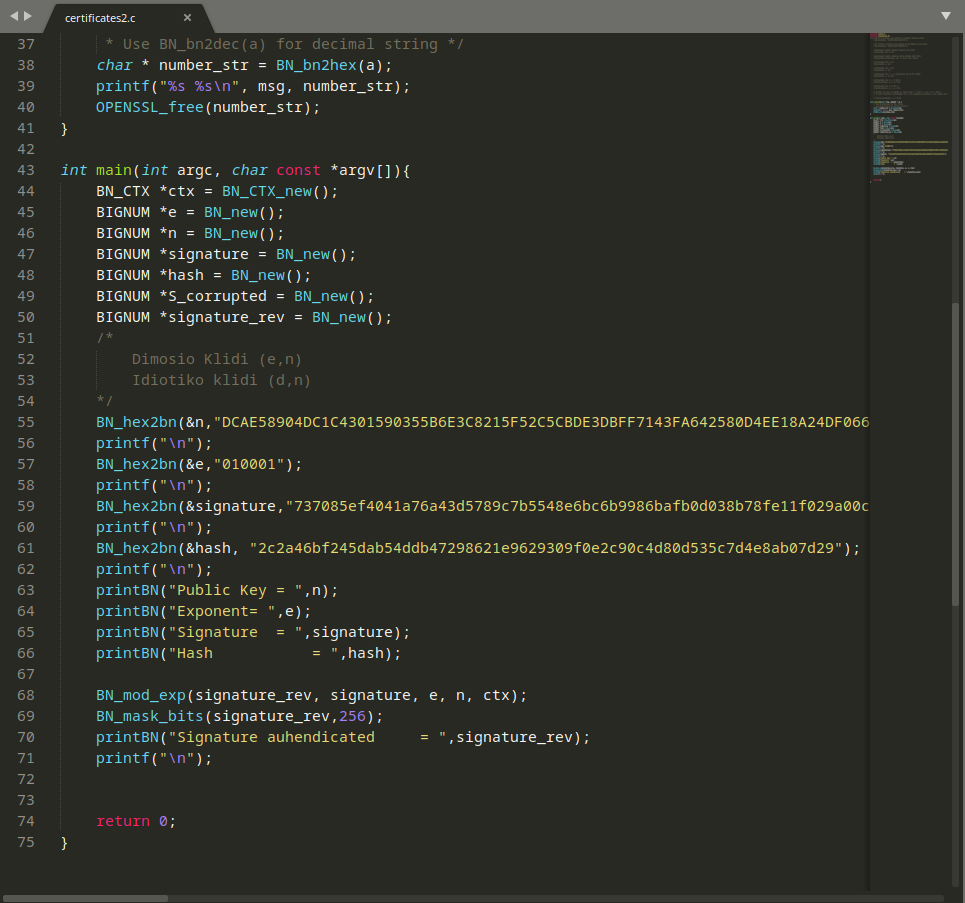 certificates2.c ×
37 * Use BN_bn2dec(a) for decimal string */
38 char * number_str = BN_bn2hex(a);
39 printf("%s %s\n", msg, number_str);
40 OPENSSL_free(number_str);
41 }
42
43 int main(int argc, char const *argv[]){
44 BN_CTX *ctx = BN_CTX_new();
45 BIGNUM *e = BN_new();
46 BIGNUM *n = BN_new();
47 BIGNUM *signature = BN_new();
48 BIGNUM *hash = BN_new();
49 BIGNUM *S_corrupted = BN_new();
50 BIGNUM *signature_rev = BN_new();
51 /*
52 Dimosio Klidi (e,n)
53 Idiotiko klidi (d,n)
54 */
55 BN_hex2bn(&n,"DCAE58904DC1C4301590355B6E3C8215F52C5CBDE3DBFF7143FA642580D4EE18A24DF066
56 printf("\n");
57 BN_hex2bn(&e,"010001");
58 printf("\n");
59 BN_hex2bn(&signature,"737085ef4041a76a43d5789c7b5548e6bc6b9986bafb0d038b78fe11f029a00c
60 printf("\n");
61 BN_hex2bn(&hash, "2c2a46bf245dab54ddb47298621e9629309f0e2c90c4d80d535c7d4e8ab07d29");
62 printf("\n");
63 printBN("Public Key = ",n);
64 printBN("Exponent= ",e);
65 printBN("Signature  = ",signature);
66 printBN("Hash           = ",hash);
67
68 BN_mod_exp(signature_rev, signature, e, n, ctx);
69 BN_mask_bits(signature_rev,256);
70 printBN("Signature auhendicated     = ",signature_rev);
71 printf("\n");
72
73
74 return 0;
75 }